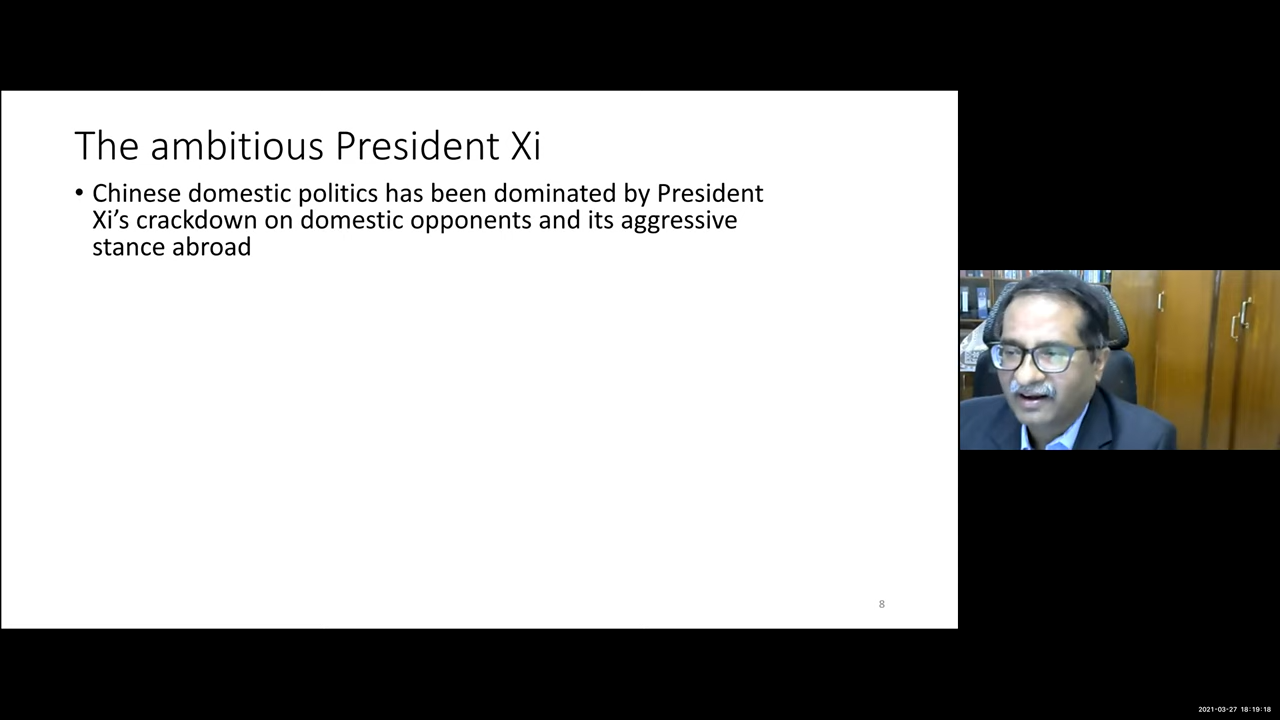 The ambitious President Xi
• Chinese domestic politics has been dominated by President
Xi’s crackdown on domestic opponents and its aggressive
stance abroad
8
2021-03-27 18:19:18